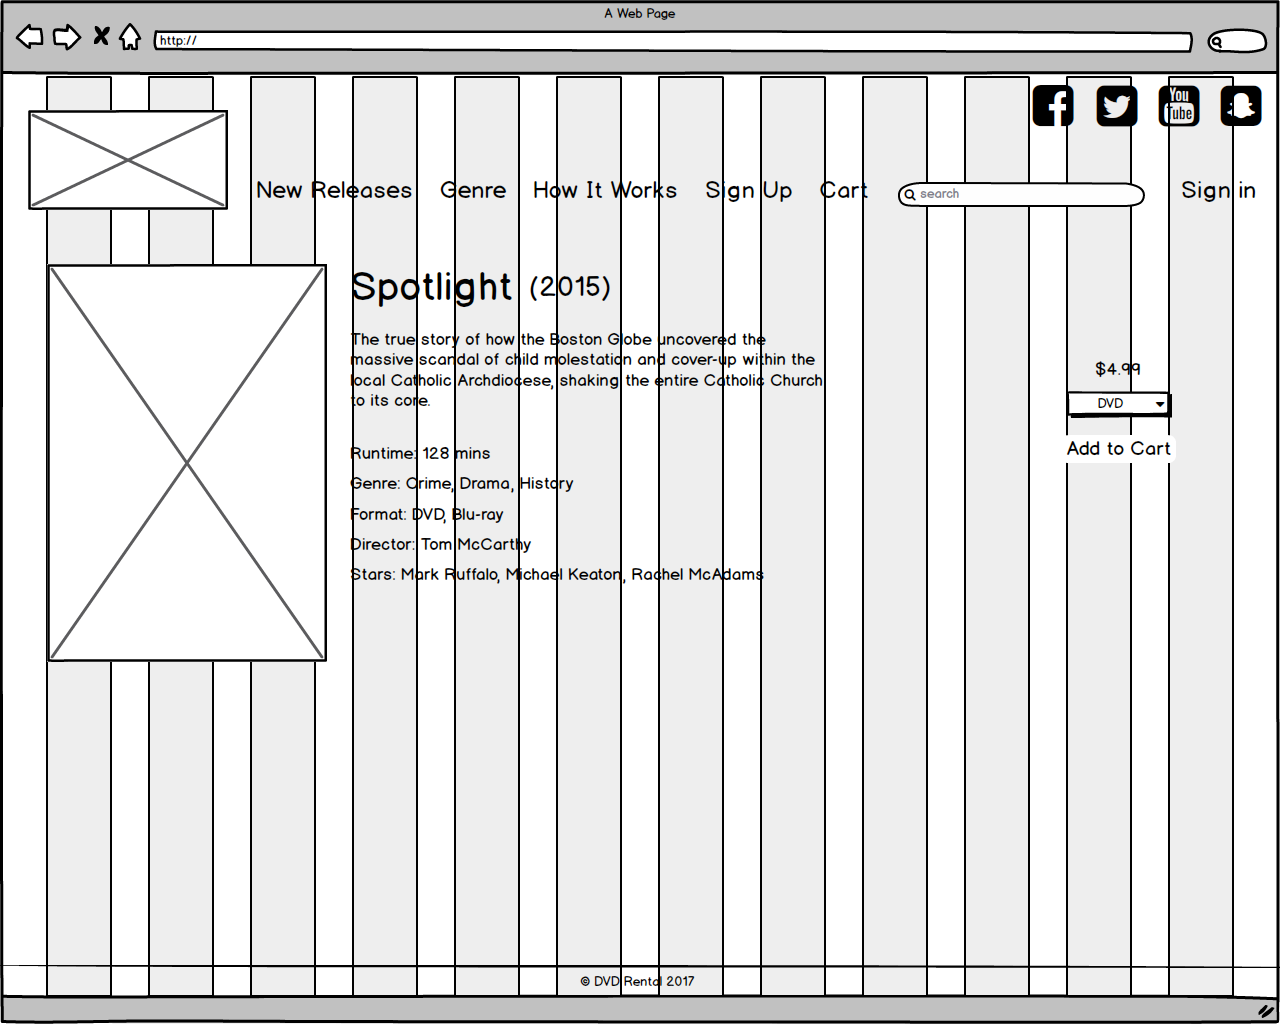 A Web Page
http://
You
Tube
New Releases Genre How It Works Sign Up Cart search Sign in
Spotlight (2015)
The true story of how the Boston Globe uncovered the
massive scandal of child molestation and cover-up within the
local Catholic Archdiocese, shaking the entire Catholic Church
to its core.
$4.99
DVD
Add to Cart
Runtime: 128 mins
Genre: Crime, Drama, History
Format: DVD, Blu-ray
Director: Tom McCarthy
Stars: Mark Ruffalo, Michael Keaton, Rachel McAdams
© DVD Rental 2017